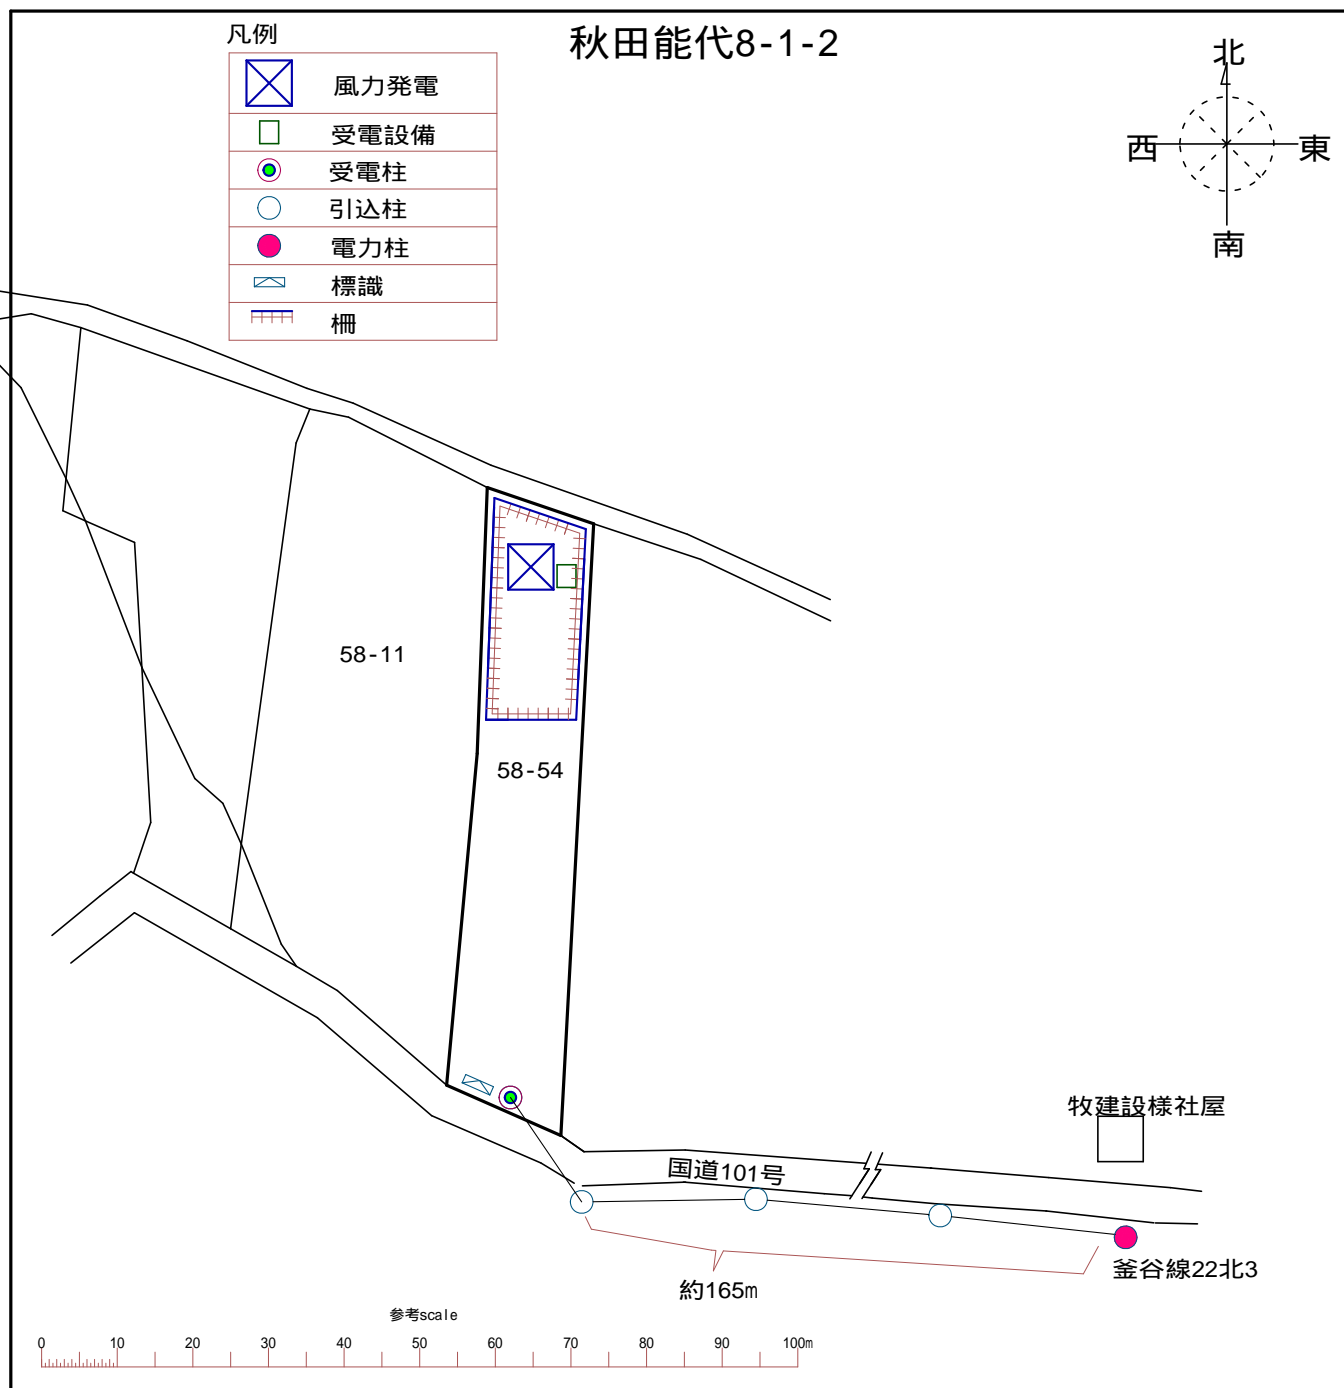 秋田能代8-1-2
凡例
風力発電
受電設備
受電柱
引込柱
電力柱
標識
柵
北
西
東
南
58-11
58-54
牧建設様社屋
国道101号
釜谷線22北3
約165m
参考scale
0 10 20 30 40 50 60 70 80 90 100m